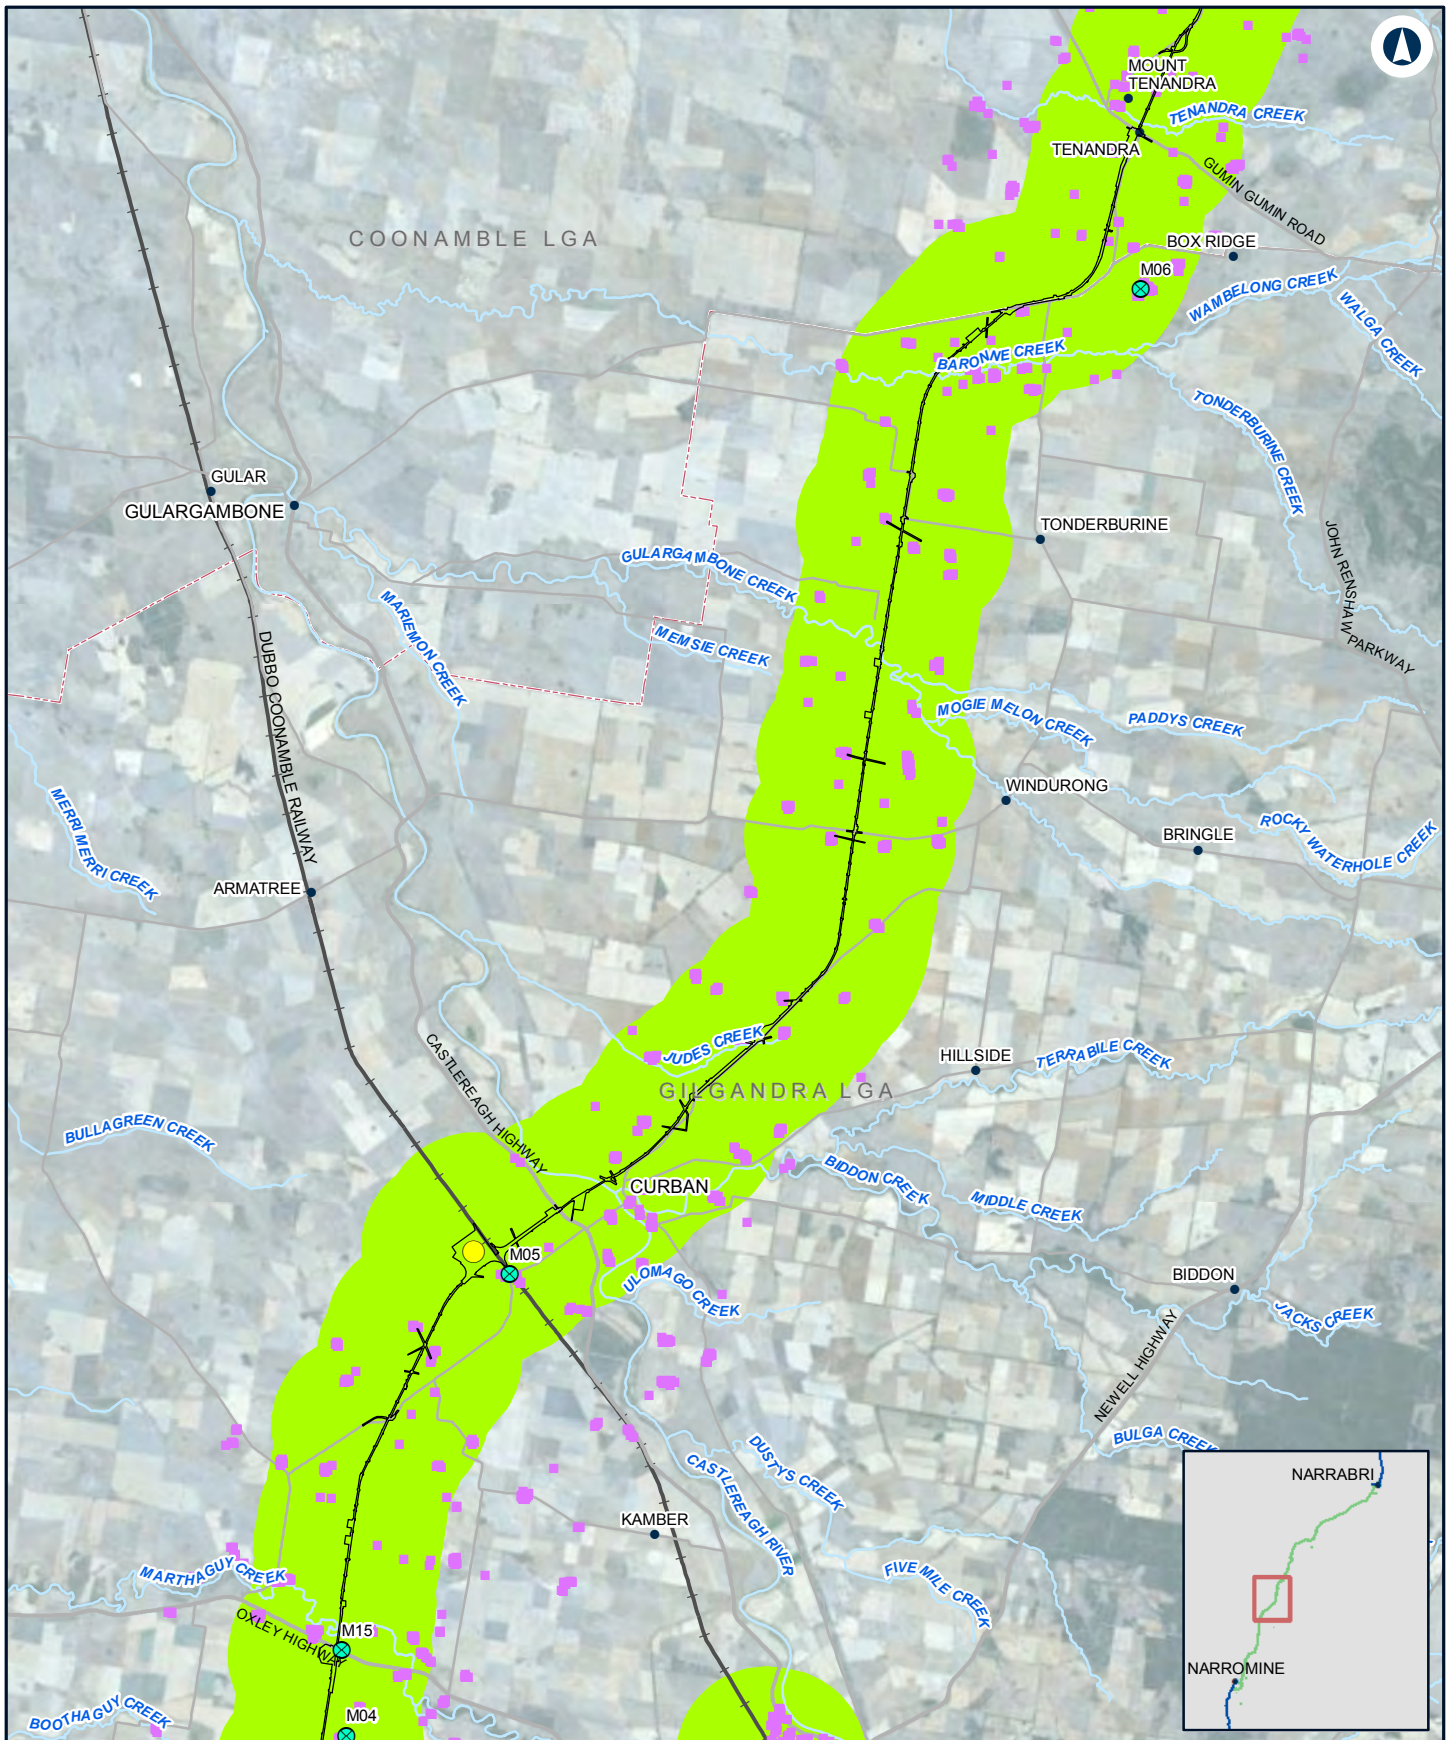 MOUNT
TENANDRA
TENANDRA CREEK
TENANDRA
GUMIN GUMIN ROAD
COONAMBLE LGA
BOX RIDGE
M06
WAMBELONG CREEK
WALGA CREEK
BARONNE CREEK
TONDERBURINE CREEK
GULAR
GULARGAMBONE
TONDERBURINE
JOHN RENSHAW PARKWAY
GULARGAMBONE CREEK
MARIEMON CREEK
MEMSIE CREEK
DUBBO COONAMBLE RAILWAY
MOGIE MELON CREEK
PADDYS CREEK
WINDURONG
MERRI MERRI CREEK
BRINGLE
ROCKY WATERHOLE CREEK
ARMATREE
CASTLEREAGH HIGHWAY
JUDES CREEK
HILLSIDE
TERRABILE CREEK
GILGANDRA LGA
BULLAGREEN CREEK
CURBAN
BIDDON CREEK
MIDDLE CREEK
M05
ULOMAGO CREEK
BIDDON
JACKS CREEK
NEWELL HIGHWAY
BULGA CREEK
DUSTYS CREEK
CASTLEREAGH RIVER
NARRABRI
KAMBER
MARTHAGUY CREEK
FIVE MILE CREEK
OXLEY HIGHWAY
M15
NARROMINE
BOOTHAGUY CREEK
M04